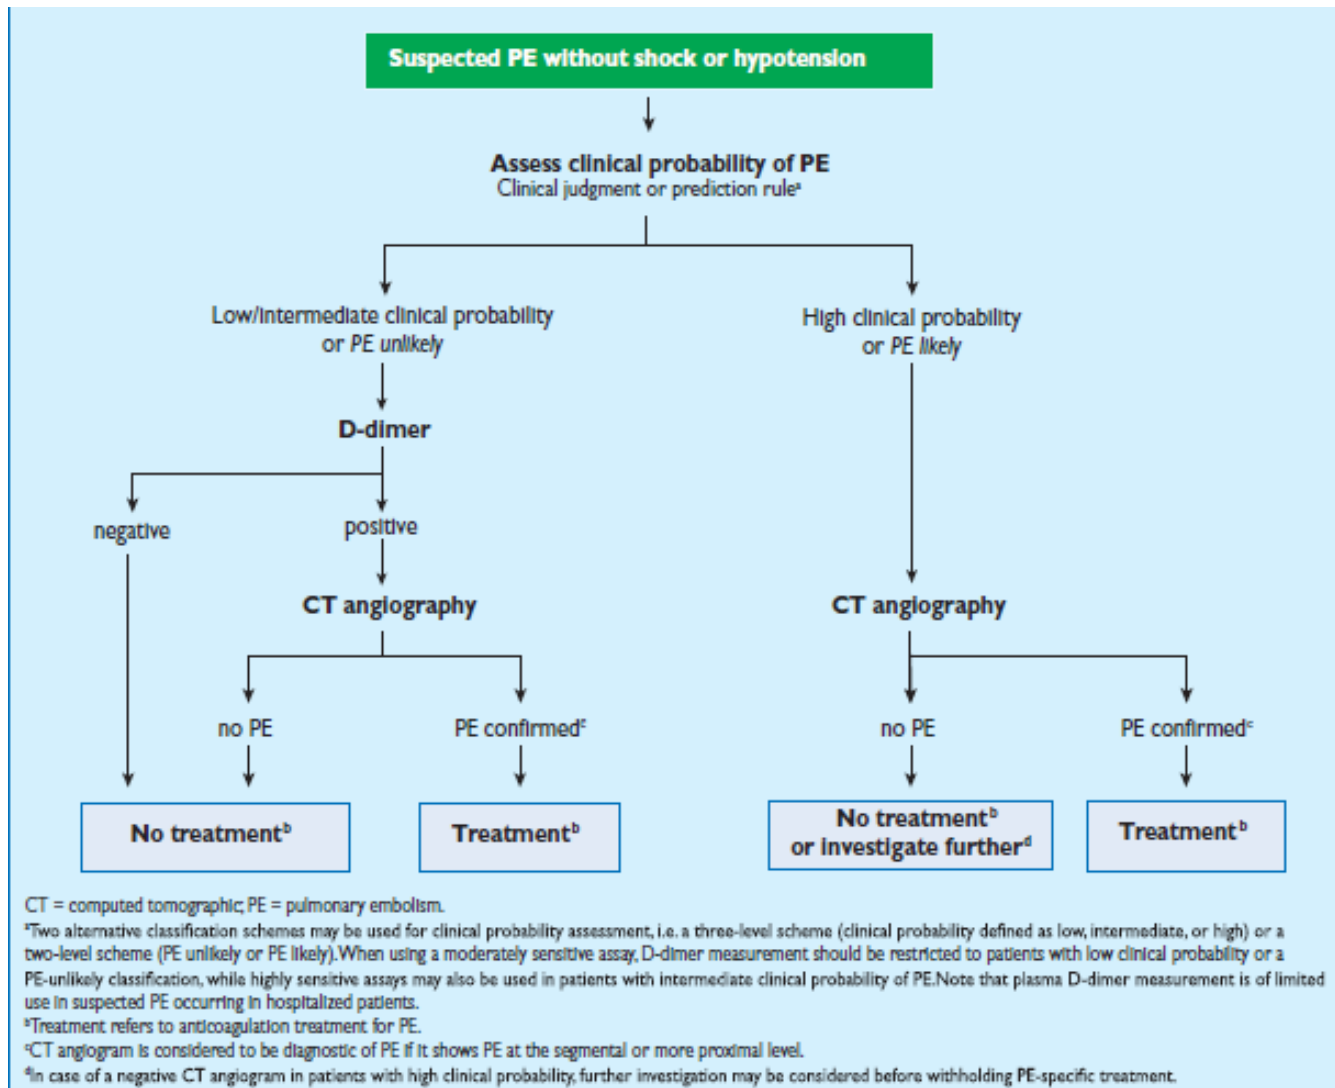 Suspected PE without shock or hypotension
Assess clinical probability of PE
Clinical judgment or prediction ruleᵃ
Low/intermediate clinical probability
or PE unlikely
High clinical probability
or PE likely
D-dimer
negative
positive
CT angiography
CT angiography
no PE
PE confirmedᶜ
no PE
PE confirmedᶜ
No treatmentᵇ
Treatmentᵇ
No treatmentᵇ
or investigate furtherᵈ
Treatmentᵇ
CT = computed tomographic; PE = pulmonary embolism.
ᵃTwo alternative classification schemes may be used for clinical probability assessment, i.e. a three-level scheme (clinical probability defined as low, intermediate, or high) or a
two-level scheme (PE unlikely or PE likely).When using a moderately sensitive assay, D-dimer measurement should be restricted to patients with low clinical probability or a
PE-unlikely classification, while highly sensitive assays may also be used in patients with intermediate clinical probability of PE.Note that plasma D-dimer measurement is of limited
use in suspected PE occurring in hospitalized patients.
ᵇTreatment refers to anticoagulation treatment for PE.
ᶜCT angiogram is considered to be diagnostic of PE if it shows PE at the segmental or more proximal level.
ᵈIn case of a negative CT angiogram in patients with high clinical probability, further investigation may be considered before withholding PE-specific treatment.